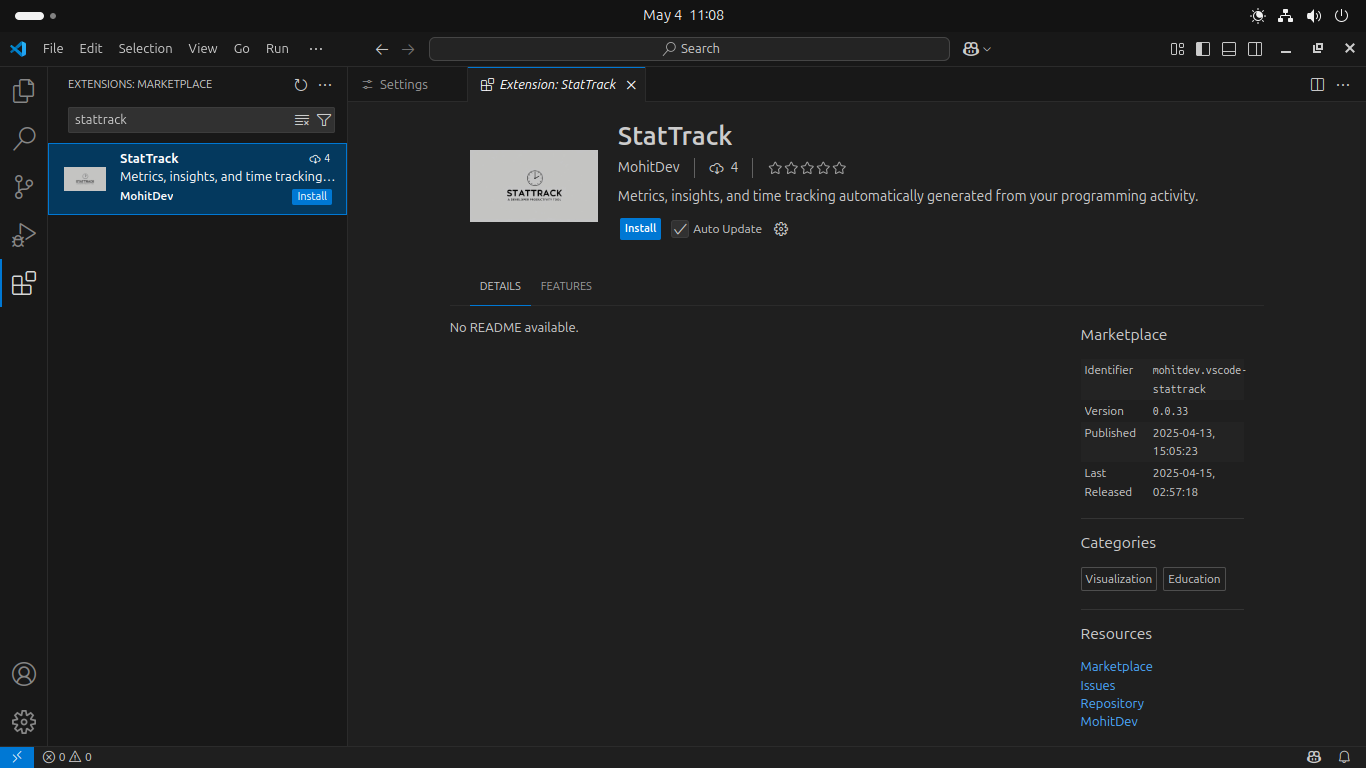 May 4 11:08
File Edit Selection View Go Run
Search
EXTENSIONS: MARKETPLACE
stattrack
StatTrack 4
Metrics, insights, and time tracking...
MohitDev Install
Settings
Extension: StatTrack
STATTRACK
StatTrack
MohitDev 4
Metrics, insights, and time tracking automatically generated from your programming activity.
Install Auto Update
DETAILS FEATURES
No README available.
Marketplace
Identifier mohitdev.vscode-
stattrack
Version 0.0.33
Published 2025-04-13,
15:05:23
Last 2025-04-15,
Released 02:57:18
Categories
Visualization Education
Resources
Marketplace
Issues
Repository
MohitDev
0 0